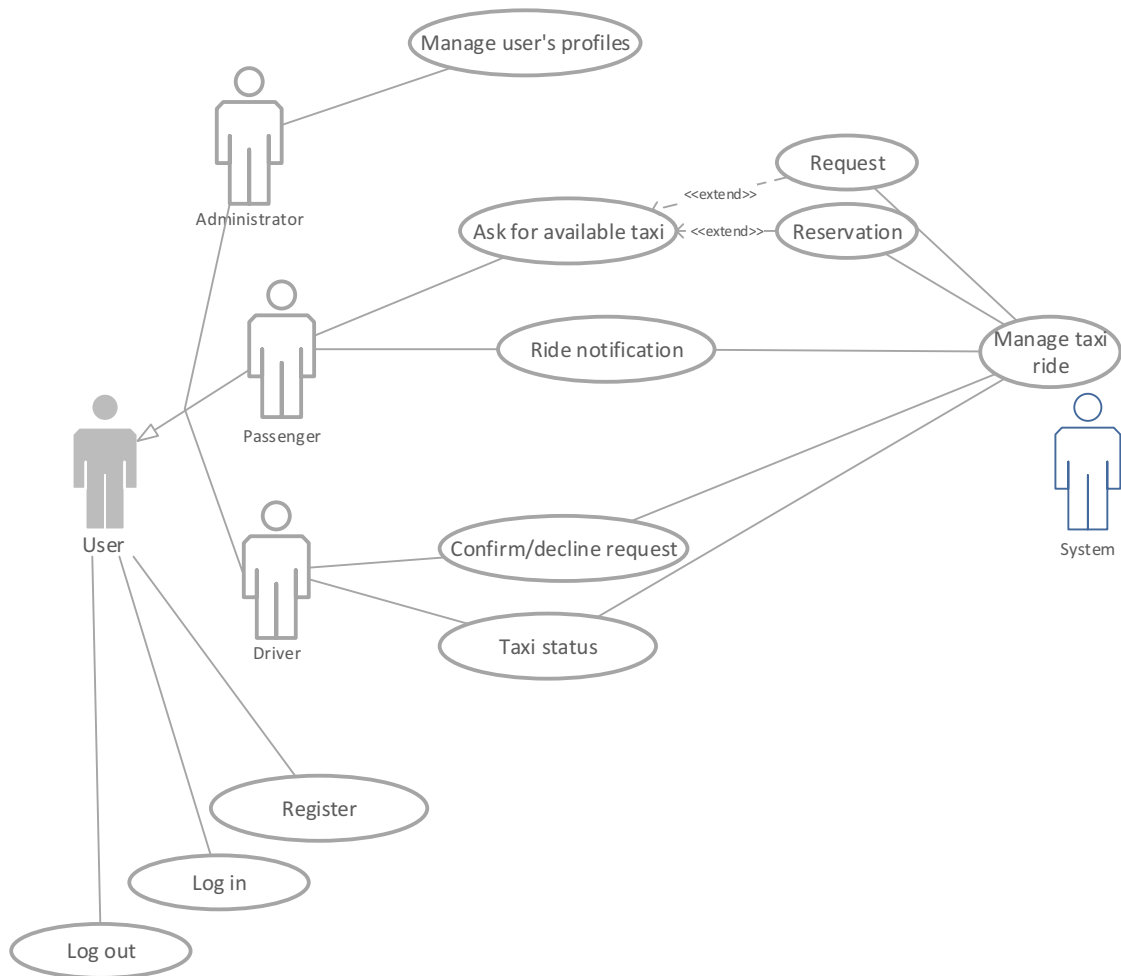 Manage user's profiles
Administrator
Request
<<extend>>
Ask for available taxi
<<extend>>
Reservation
Ride notification
Manage taxi
ride
Passenger
User
Confirm/decline request
System
Driver
Taxi status
Register
Log in
Log out